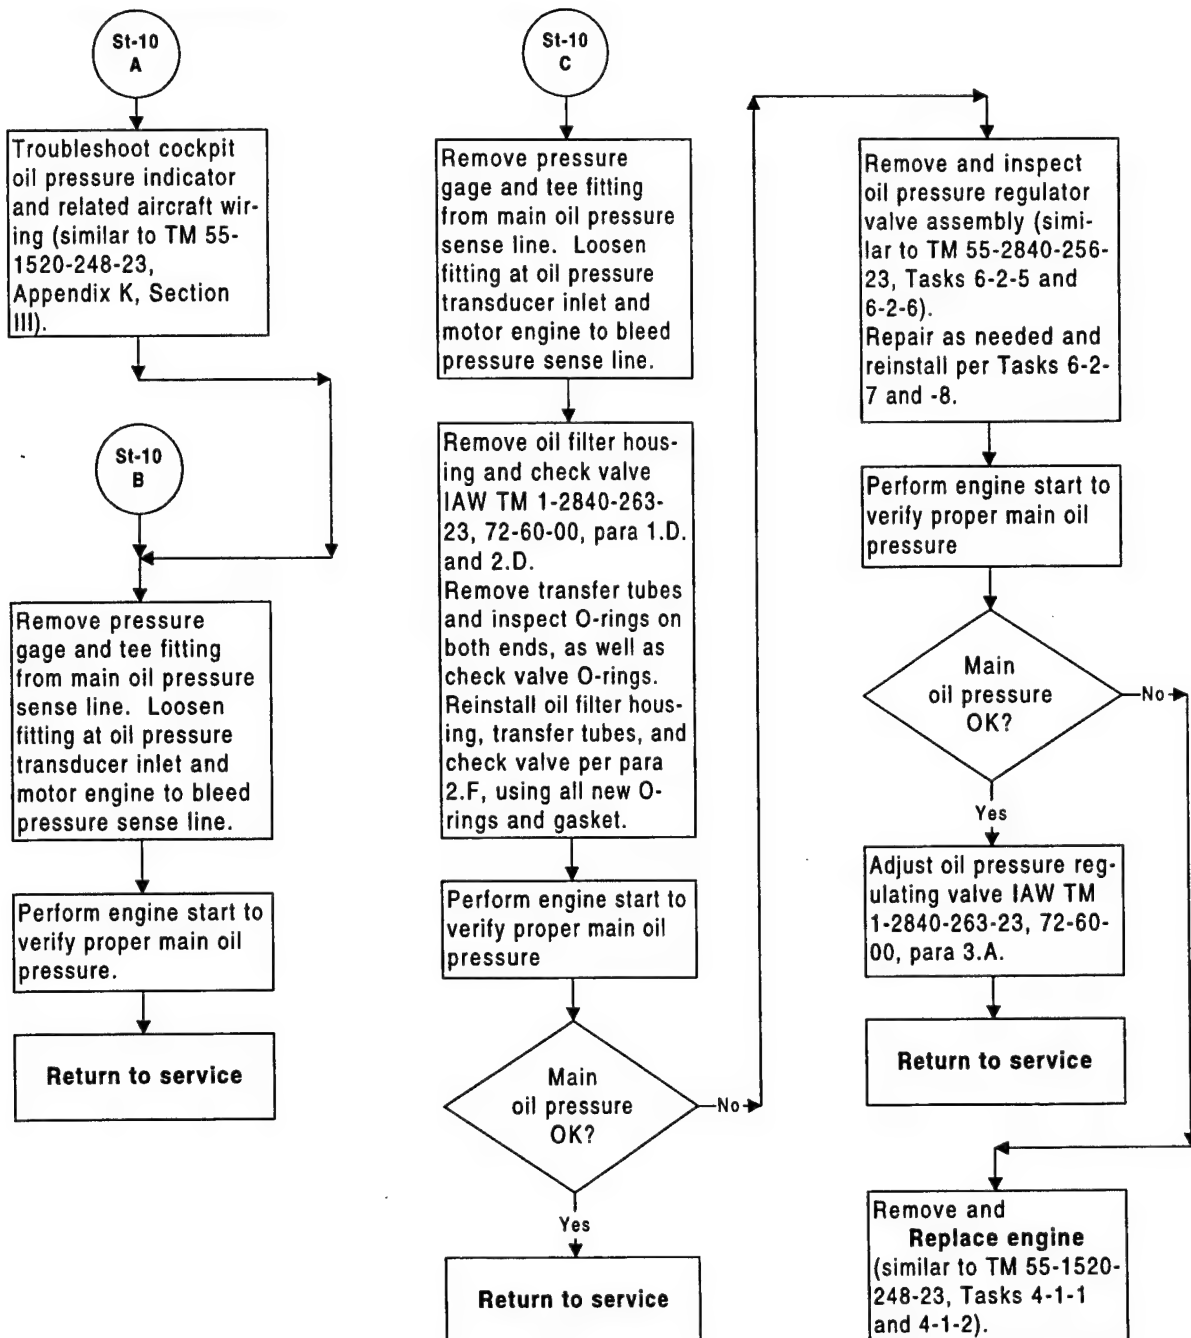 St-10
A
Troubleshoot cockpit
oil pressure indicator
and related aircraft wir-
ing (similar to TM 55-
1520-248-23,
Appendix K, Section
III).
St-10
B
Remove pressure
gage and tee fitting
from main oil pressure
sense line. Loosen
fitting at oil pressure
transducer inlet and
motor engine to bleed
pressure sense line.
Perform engine start to
verify proper main oil
pressure.
Return to service
St-10
C
Remove pressure
gage and tee fitting
from main oil pressure
sense line. Loosen
fitting at oil pressure
transducer inlet and
motor engine to bleed
pressure sense line.
Remove oil filter hous-
ing and check valve
IAW TM 1-2840-263-
23, 72-60-00, para 1.D.
and 2.D.
Remove transfer tubes
and inspect O-rings on
both ends, as well as
check valve O-rings.
Reinstall oil filter hous-
ing, transfer tubes, and
check valve per para
2.F, using all new O-
rings and gasket.
Perform engine start to
verify proper main oil
pressure
Main
oil pressure
OK?
No
Yes
Return to service
Remove and inspect
oil pressure regulator
valve assembly (simi-
lar to TM 55-2840-256-
23, Tasks 6-2-5 and
6-2-6).
Repair as needed and
reinstall per Tasks 6-2-
7 and -8.
Perform engine start to
verify proper main oil
pressure
Main
oil pressure
OK?
No
Yes
Adjust oil pressure reg-
ulating valve IAW TM
1-2840-263-23, 72-60-
00, para 3.A.
Return to service
Remove and
Replace engine
(similar to TM 55-1520-
248-23, Tasks 4-1-1
and 4-1-2).